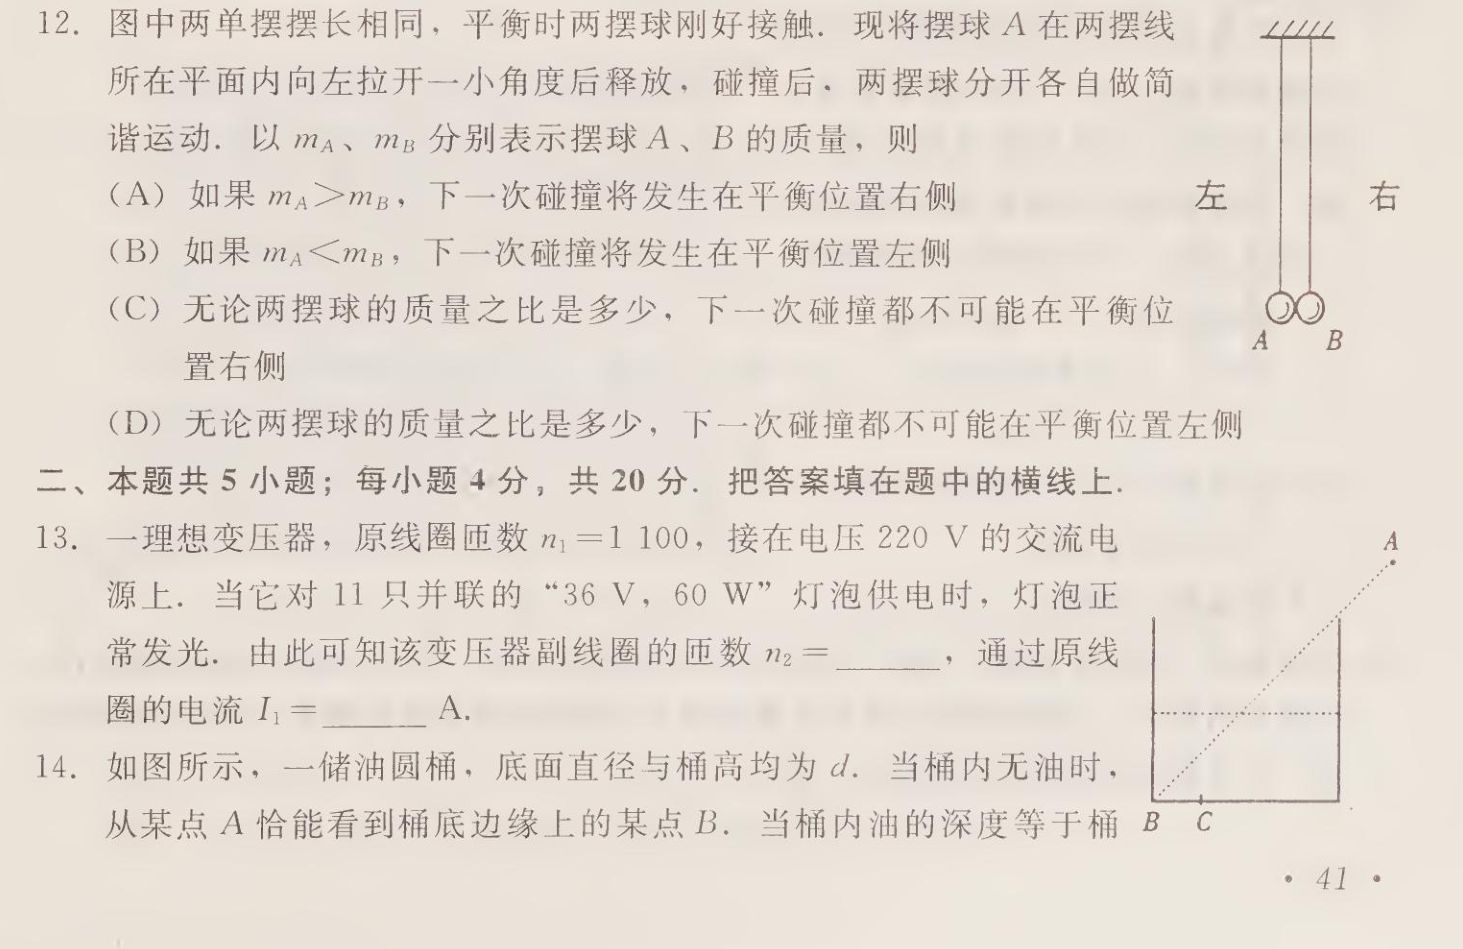 12. 图中两单摆摆长相同，平衡时两摆球刚好接触．现将摆球 A 在两摆线
所在平面内向左拉开一小角度后释放，碰撞后，两摆球分开各自做简
谐运动．以 mA、mB 分别表示摆球 A、B 的质量，则
(A) 如果 mA＞mB，下一次碰撞将发生在平衡位置右侧
(B) 如果 mA＜mB，下一次碰撞将发生在平衡位置左侧
(C) 无论两摆球的质量之比是多少，下一次碰撞都不可能在平衡位
置右侧
(D) 无论两摆球的质量之比是多少，下一次碰撞都不可能在平衡位置左侧
左 右
A B
二、本题共 5 小题；每小题 4 分，共 20 分．把答案填在题中的横线上．
13. 一理想变压器，原线圈匝数 n1＝1 100，接在电压 220 V 的交流电
源上．当它对 11 只并联的“36 V，60 W”灯泡供电时，灯泡正
常发光．由此可知该变压器副线圈的匝数 n2＝______，通过原线
圈的电流 I1＝______ A.
14. 如图所示，一储油圆桶，底面直径与桶高均为 d．当桶内无油时，
从某点 A 恰能看到桶底边缘上的某点 B．当桶内油的深度等于桶
A
B C
· 41 ·